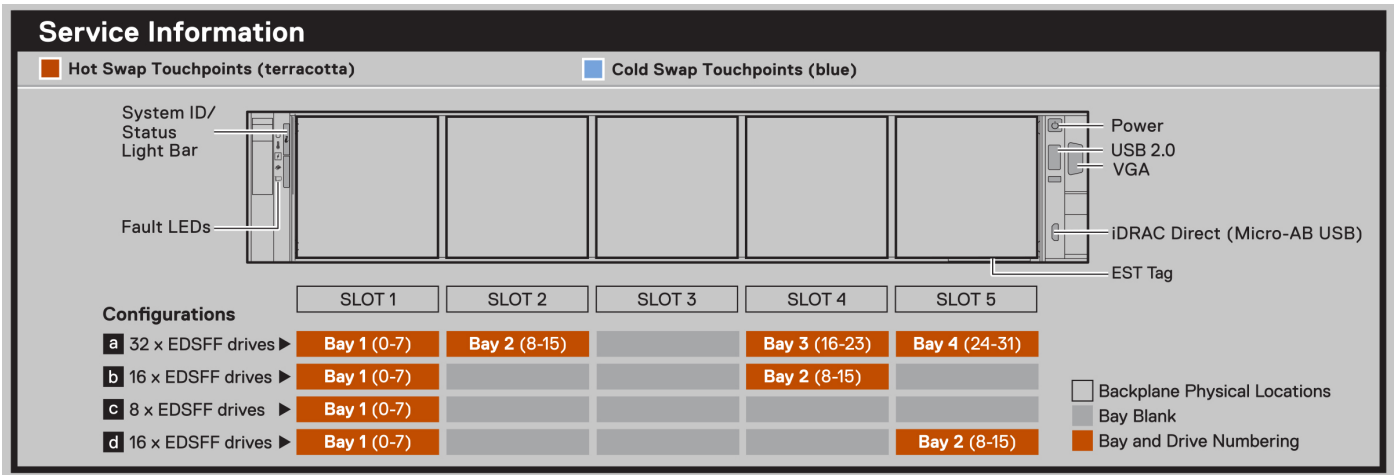 Service Information
Hot Swap Touchpoints (terracotta)
Cold Swap Touchpoints (blue)
System ID/
Status
Light Bar
Fault LEDs
Power
USB 2.0
VGA
iDRAC Direct (Micro-AB USB)
EST Tag
SLOT 1 SLOT 2 SLOT 3 SLOT 4 SLOT 5
Configurations
a 32 x EDSFF drives ▶ Bay 1 (0-7) Bay 2 (8-15) Bay 3 (16-23) Bay 4 (24-31)
b 16 x EDSFF drives ▶ Bay 1 (0-7) Bay 2 (8-15)
c 8 x EDSFF drives ▶ Bay 1 (0-7)
d 16 x EDSFF drives ▶ Bay 1 (0-7) Bay 2 (8-15)
Backplane Physical Locations
Bay Blank
Bay and Drive Numbering